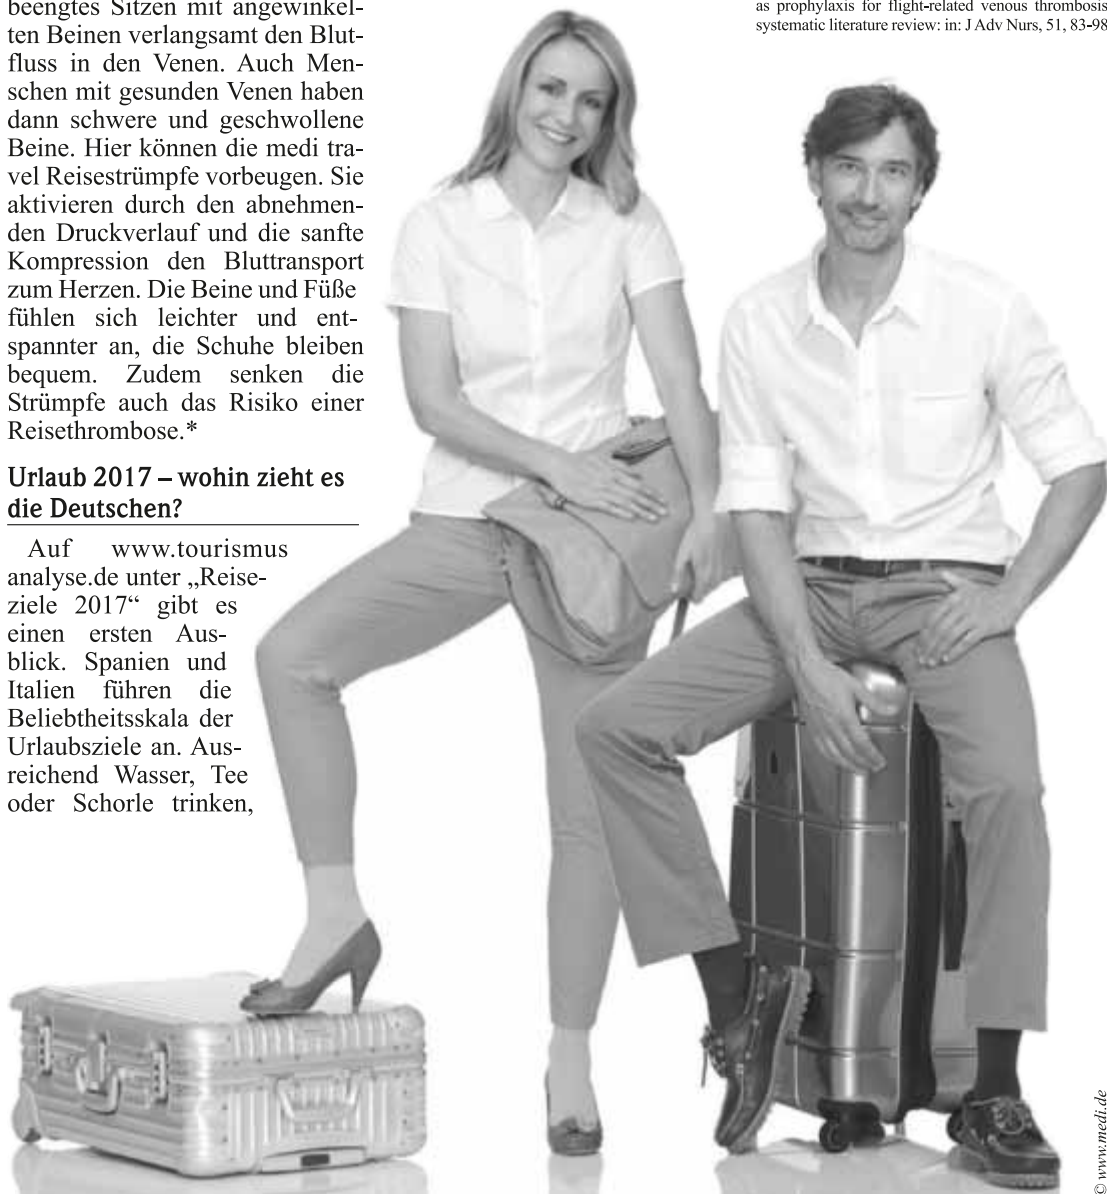 beengtes Sitzen mit angewinkel-
ten Beinen verlangsamt den Blut-
fluss in den Venen. Auch Men-
schen mit gesunden Venen haben
dann schwere und geschwollene
Beine. Hier können die medi tra-
vel Reisestrümpfe vorbeugen. Sie
aktivieren durch den abnehmen-
den Druckverlauf und die sanfte
Kompression den Bluttransport
zum Herzen. Die Beine und Füße
fühlen sich leichter und ent-
spannter an, die Schuhe bleiben
bequem. Zudem senken die
Strümpfe auch das Risiko einer
Reisethrombose.*
Urlaub 2017 – wohin zieht es
die Deutschen?
Auf www.tourismus
analyse.de unter „Reise-
ziele 2017“ gibt es
einen ersten Aus-
blick. Spanien und
Italien führen die
Beliebtheitsskala der
Urlaubsziele an. Aus-
reichend Wasser, Tee
oder Schorle trinken,
as prophylaxis for flight-related venous thrombosis
systematic literature review: in: J Adv Nurs, 51, 83-98
© www.medi.de